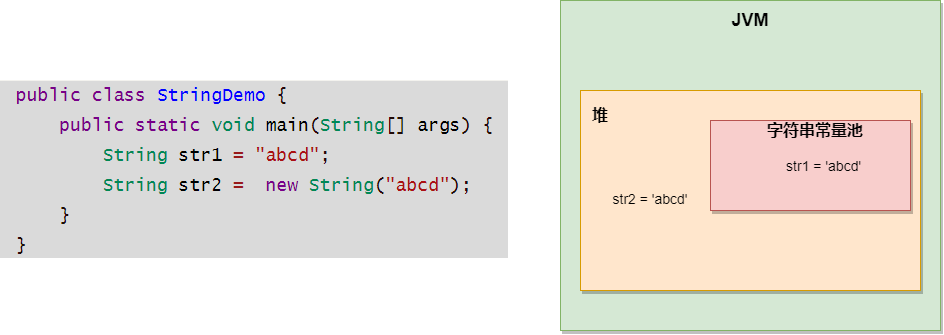 public class StringDemo {
    public static void main(String[] args) {
        String str1 = "abcd";
        String str2 =  new String("abcd");
    }
}
JVM
堆
字符串常量池
str1 = 'abcd'
str2 = 'abcd'